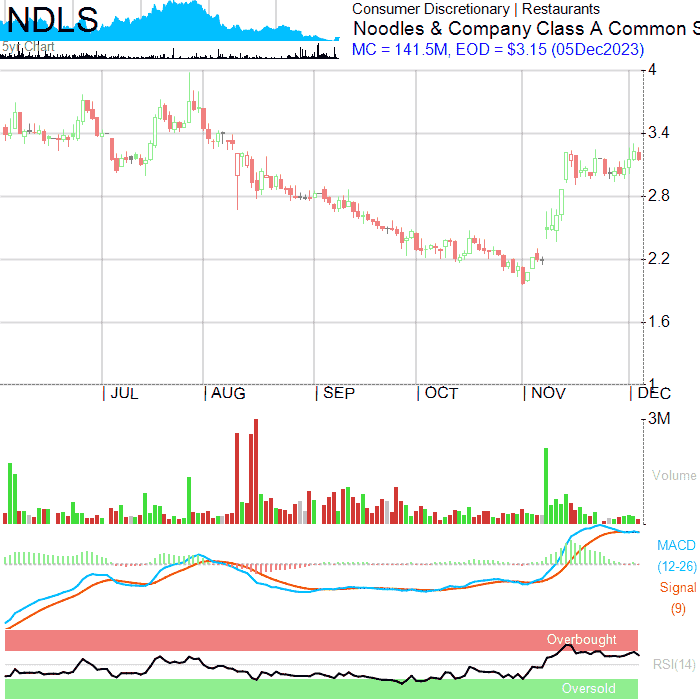 NDLS
5yr Chart
Consumer Discretionary | Restaurants
Noodles & Company Class A Common S
MC = 141.5M, EOD = $3.15 (05Dec2023)
4
3.4
2.8
2.2
1.6
1
JUL AUG SEP OCT NOV DEC
3M
Volume
MACD
(12-26)
Signal
(9)
Overbought
RSI(14)
Oversold